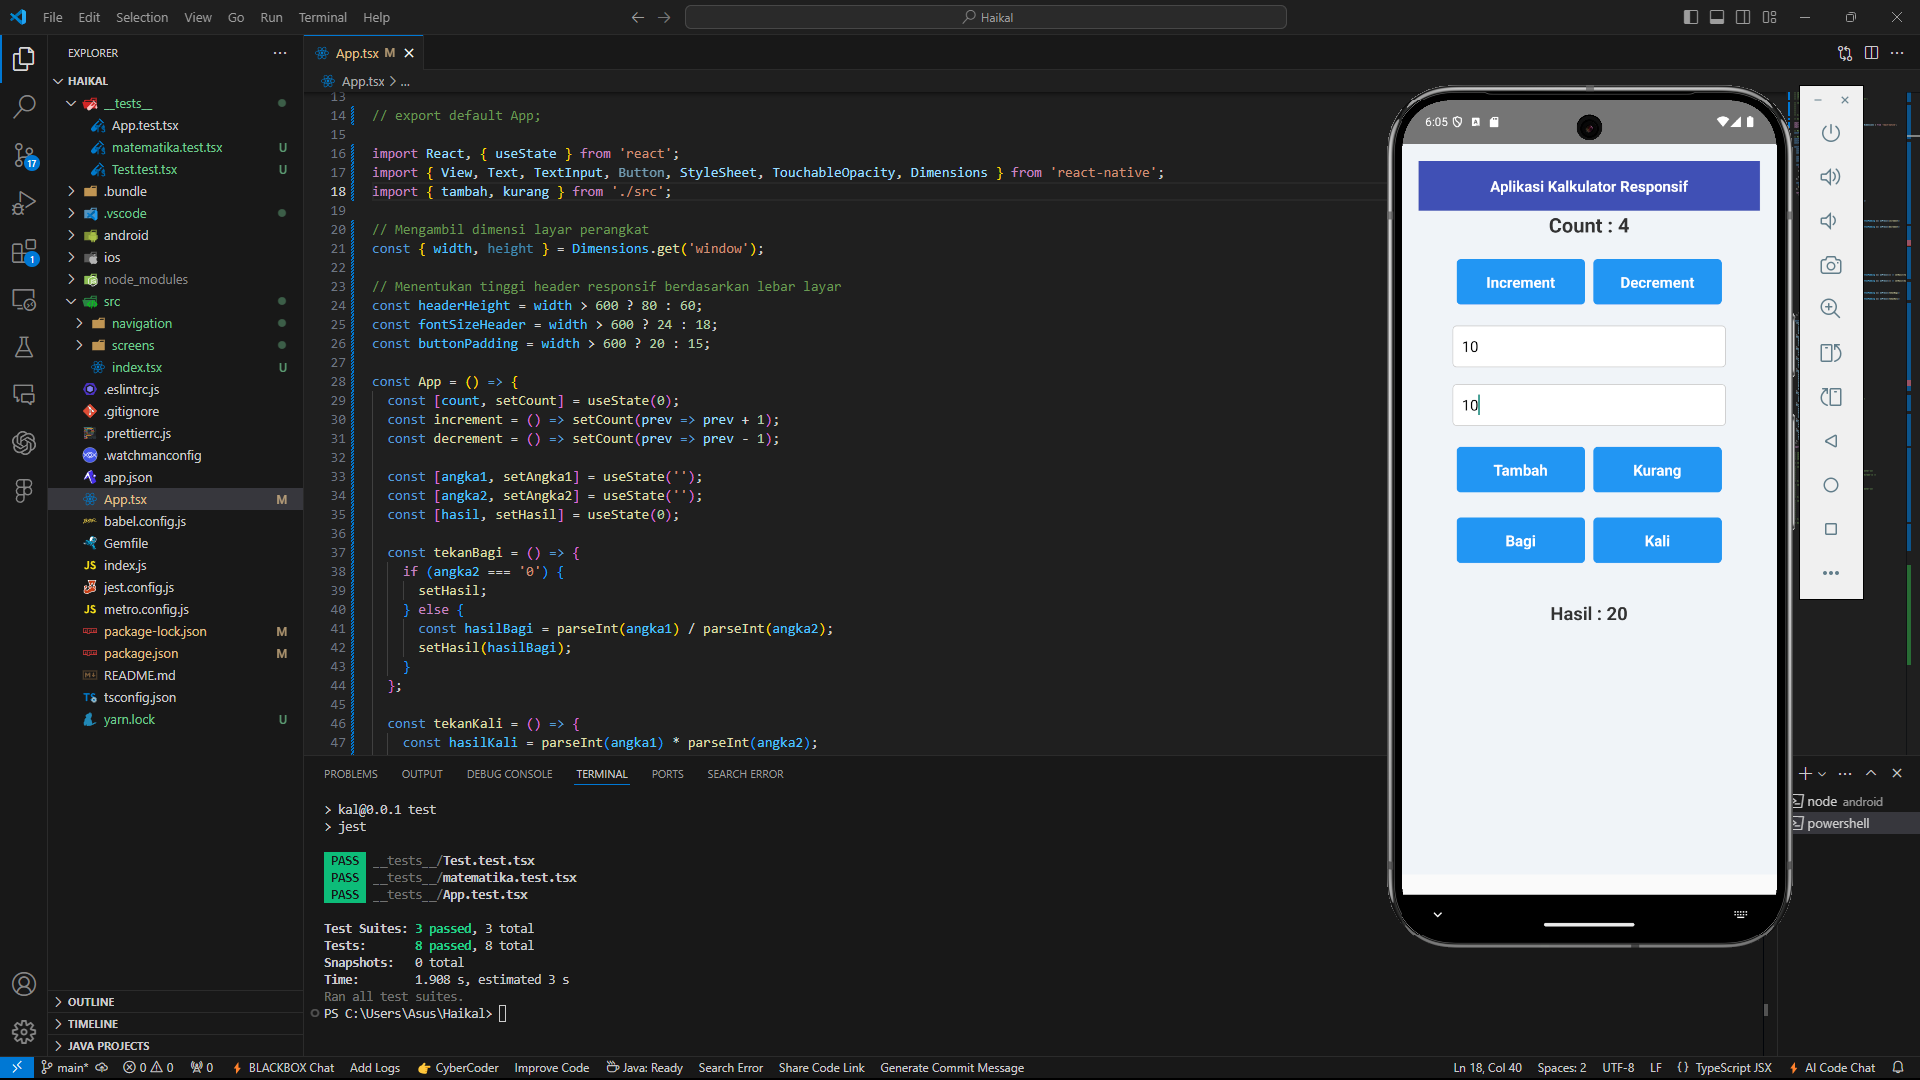 File Edit Selection View Go Run Terminal Help
Haikal
EXPLORER
HAIKAL
__tests__
App.test.tsx
matematika.test.tsx U
Test.test.tsx U
.bundle
.vscode
android
ios
node_modules
src
navigation
screens
index.tsx U
.eslintrc.js
.gitignore
.prettierrc.js
.watchmanconfig
app.json
App.tsx M
babel.config.js
Gemfile
index.js
jest.config.js
metro.config.js
package-lock.json M
package.json M
README.md
tsconfig.json
yarn.lock U
OUTLINE
TIMELINE
JAVA PROJECTS
17
1
App.tsx M
App.tsx > ...
13
14 // export default App;
15
16 import React, { useState } from 'react';
17 import { View, Text, TextInput, Button, StyleSheet, TouchableOpacity, Dimensions } from 'react-native';
18 import { tambah, kurang } from './src';
19
20 // Mengambil dimensi layar perangkat
21 const { width, height } = Dimensions.get('window');
22
23 // Menentukan tinggi header responsif berdasarkan lebar layar
24 const headerHeight = width > 600 ? 80 : 60;
25 const fontSizeHeader = width > 600 ? 24 : 18;
26 const buttonPadding = width > 600 ? 20 : 15;
27
28 const App = () => {
29 const [count, setCount] = useState(0);
30 const increment = () => setCount(prev => prev + 1);
31 const decrement = () => setCount(prev => prev - 1);
32
33 const [angka1, setAngka1] = useState('');
34 const [angka2, setAngka2] = useState('');
35 const [hasil, setHasil] = useState(0);
36
37 const tekanBagi = () => {
38 if (angka2 === '0') {
39 setHasil;
40 } else {
41 const hasilBagi = parseInt(angka1) / parseInt(angka2);
42 setHasil(hasilBagi);
43 }
44 };
45
46 const tekanKali = () => {
47 const hasilKali = parseInt(angka1) * parseInt(angka2);
PROBLEMS OUTPUT DEBUG CONSOLE TERMINAL PORTS SEARCH ERROR
> kal@0.0.1 test
> jest
PASS __tests__/Test.test.tsx
PASS __tests__/matematika.test.tsx
PASS __tests__/App.test.tsx
Test Suites: 3 passed, 3 total
Tests: 8 passed, 8 total
Snapshots: 0 total
Time: 1.908 s, estimated 3 s
Ran all test suites.
PS C:\Users\Asus\Haikal>
node android
powershell
6:05
Aplikasi Kalkulator Responsif
Count : 4
Increment Decrement
10
10
Tambah Kurang
Bagi Kali
Hasil : 20
main* 0 0 0 BLACKBOX Chat Add Logs CyberCoder Improve Code Java: Ready Search Error Share Code Link Generate Commit Message Ln 18, Col 40 Spaces: 2 UTF-8 LF {} TypeScript JSX AI Code Chat